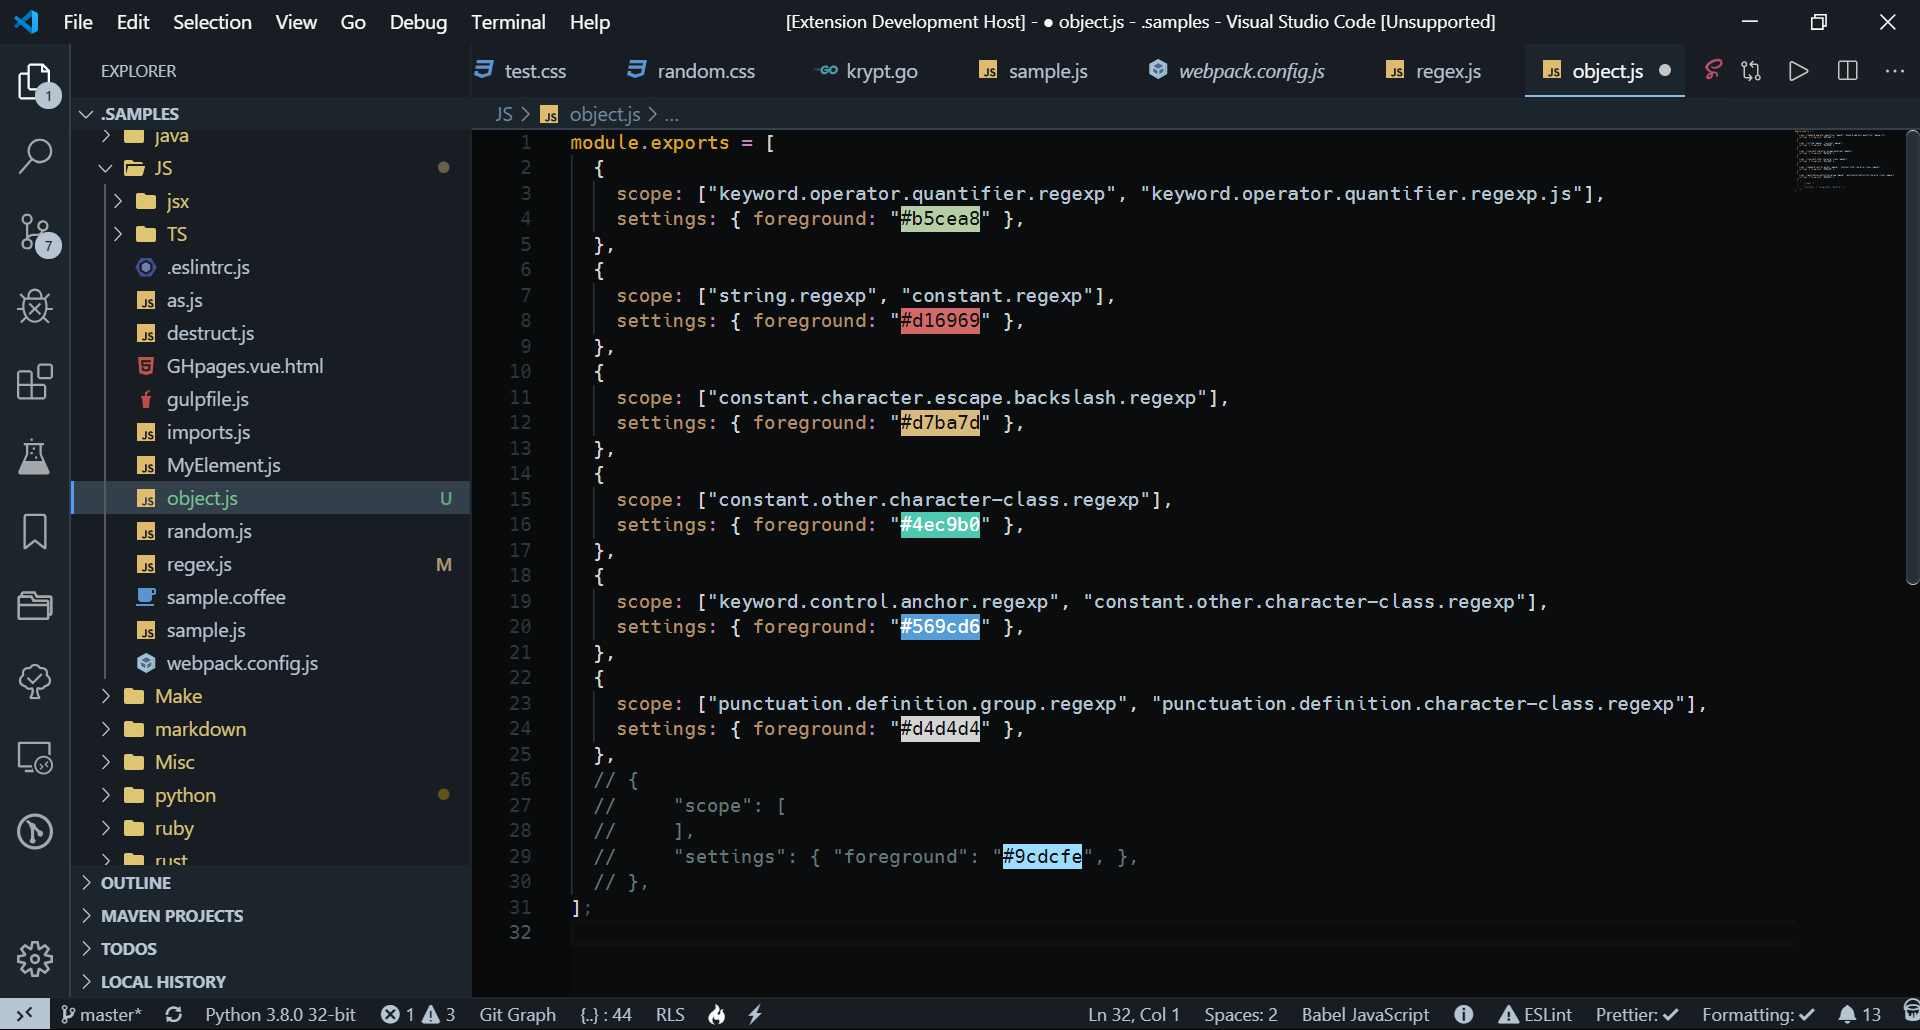 File Edit Selection View Go Debug Terminal Help
[Extension Development Host] - ● object.js - .samples - Visual Studio Code [Unsupported]
EXPLORER
test.css random.css krypt.go sample.js webpack.config.js regex.js object.js
1
.SAMPLES
JS > object.js > ...
java
JS
jsx
TS
7
.eslintrc.js
as.js
destruct.js
GHpages.vue.html
gulpfile.js
imports.js
MyElement.js
object.js U
random.js
regex.js M
sample.coffee
sample.js
webpack.config.js
Make
markdown
Misc
python
ruby
rust
OUTLINE
MAVEN PROJECTS
TODOS
LOCAL HISTORY
1 module.exports = [
2 {
3 scope: ["keyword.operator.quantifier.regexp", "keyword.operator.quantifier.regexp.js"],
4 settings: { foreground: "#b5cea8" },
5 },
6 {
7 scope: ["string.regexp", "constant.regexp"],
8 settings: { foreground: "#d16969" },
9 },
10 {
11 scope: ["constant.character.escape.backslash.regexp"],
12 settings: { foreground: "#d7ba7d" },
13 },
14 {
15 scope: ["constant.other.character-class.regexp"],
16 settings: { foreground: "#4ec9b0" },
17 },
18 {
19 scope: ["keyword.control.anchor.regexp", "constant.other.character-class.regexp"],
20 settings: { foreground: "#569cd6" },
21 },
22 {
23 scope: ["punctuation.definition.group.regexp", "punctuation.definition.character-class.regexp"],
24 settings: { foreground: "#d4d4d4" },
25 },
26 // {
27 // "scope": [
28 // ],
29 // "settings": { "foreground": "#9cdcfe", },
30 // },
31 ];
32
master* Python 3.8.0 32-bit 1 3 Git Graph {..} : 44 RLS Ln 32, Col 1 Spaces: 2 Babel JavaScript ESLint Prettier: ✓ Formatting: ✓ 13